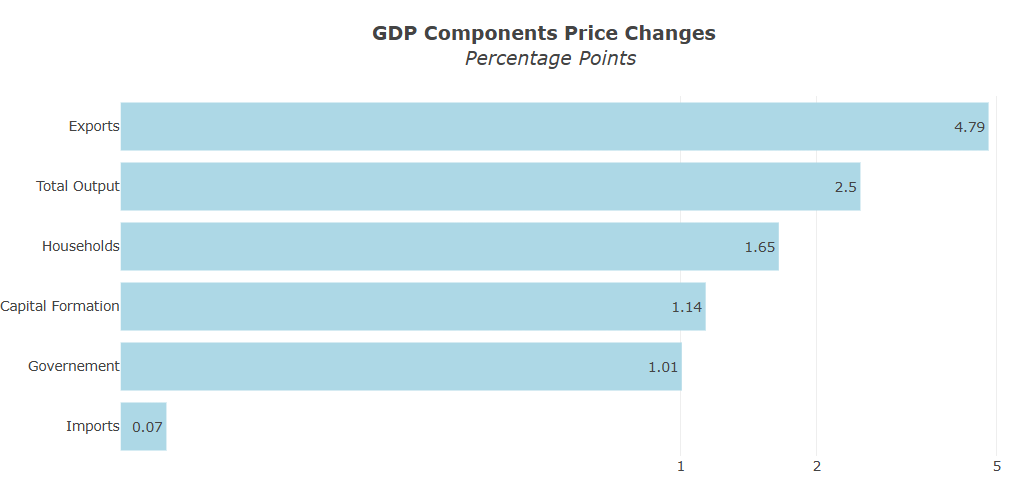 GDP Components Price Changes
Percentage Points
Exports 4.79
Total Output 2.5
Households 1.65
Capital Formation 1.14
Governement 1.01
Imports 0.07
1 2 5